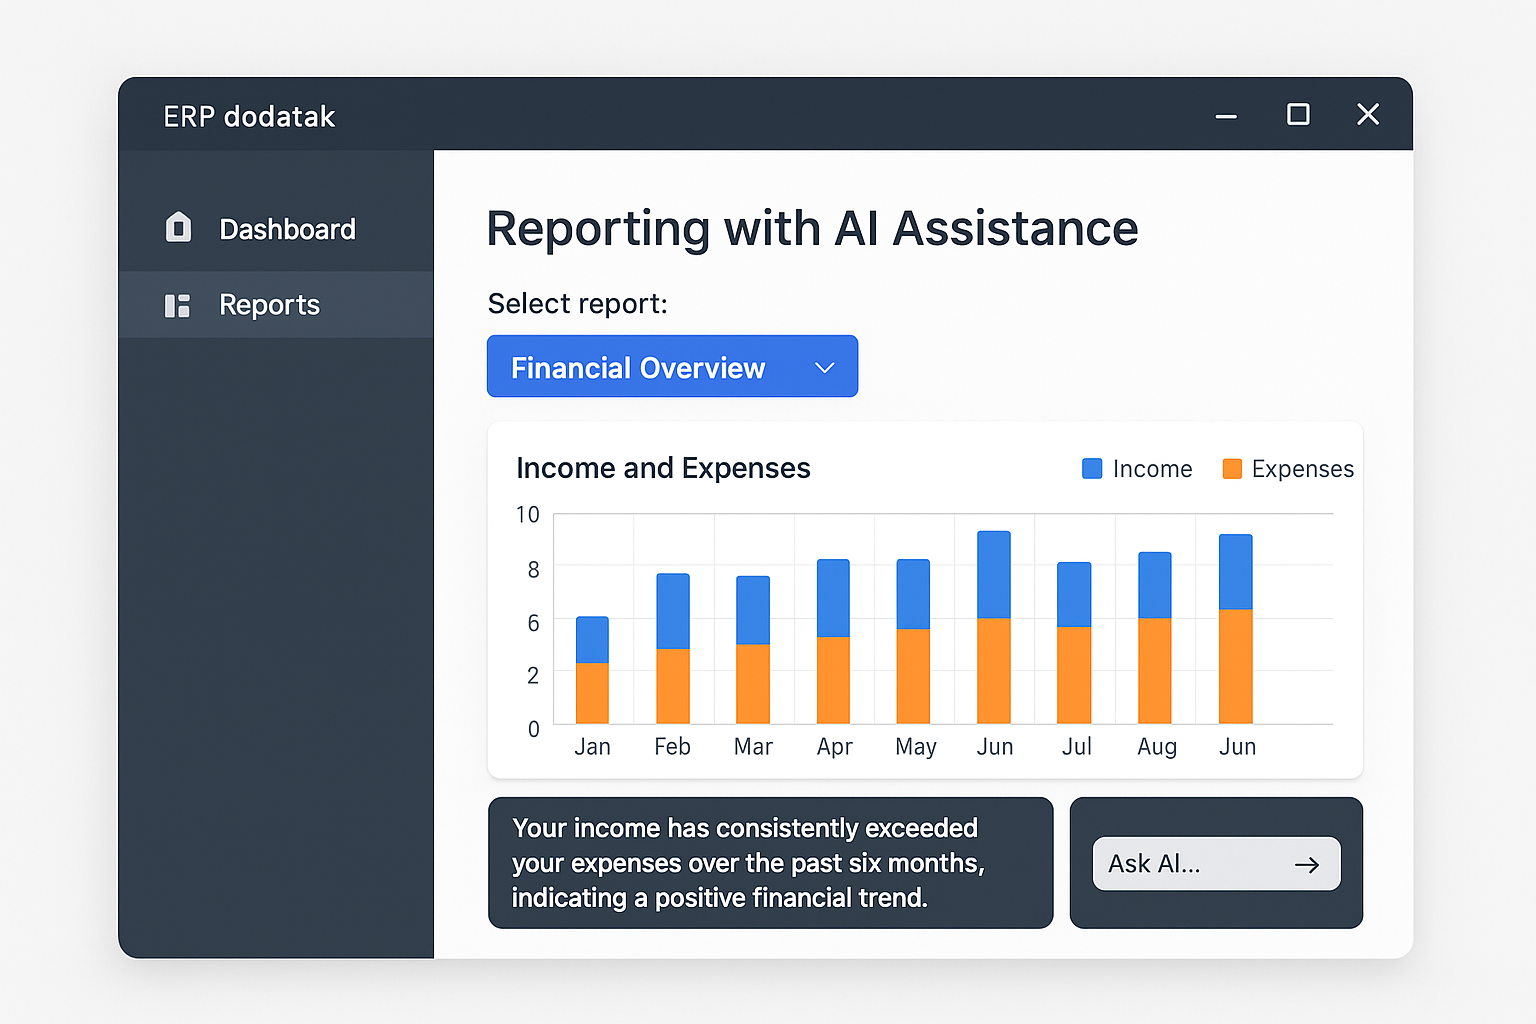 ERP dodatak
Dashboard
Reports
Reporting with AI Assistance
Select report:
Financial Overview
Income and Expenses
Income
Expenses
10
8
6
2
0
Jan Feb Mar Apr May Jun Jul Aug Jun
Your income has consistently exceeded
your expenses over the past six months,
indicating a positive financial trend.
Ask AI...